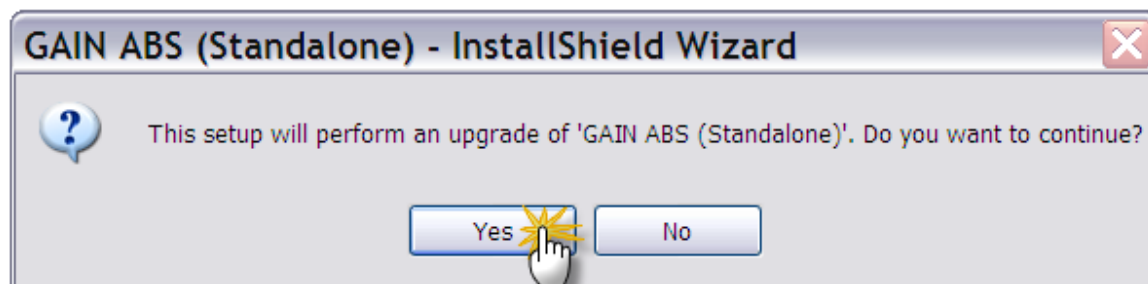 GAIN ABS (Standalone) - InstallShield Wizard
This setup will perform an upgrade of 'GAIN ABS (Standalone)'. Do you want to continue?
Yes
No